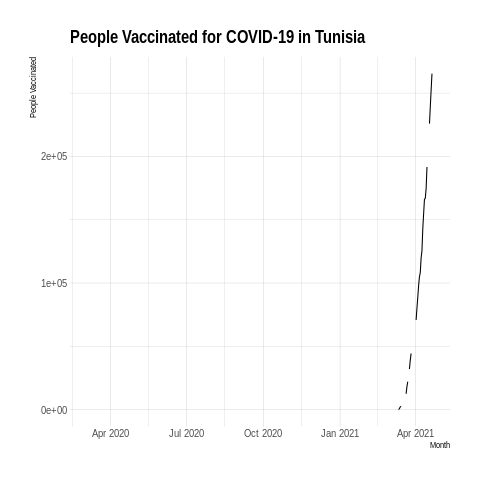 People Vaccinated for COVID-19 in Tunisia
People Vaccinated
2e+05
1e+05
0e+00
Apr 2020 Jul 2020 Oct 2020 Jan 2021 Apr 2021
Month